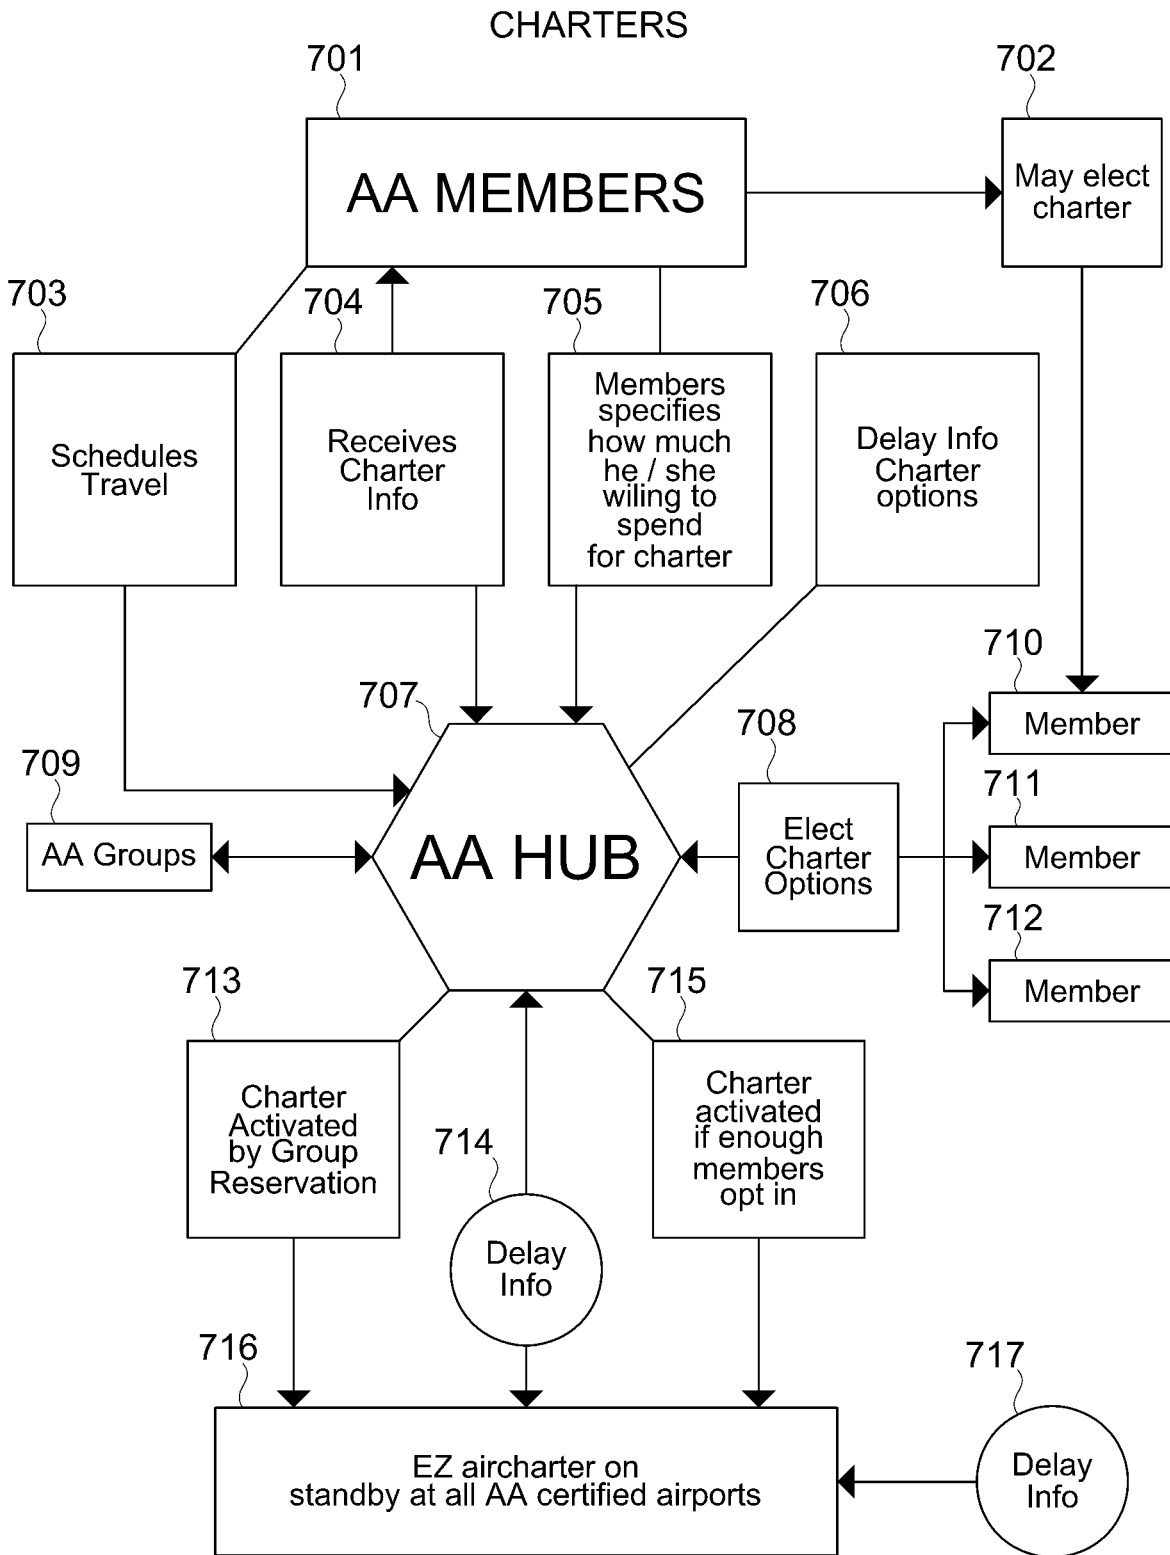 CHARTERS
701
702
AA MEMBERS
May elect
charter
703
704
705
706
Schedules
Travel
Receives
Charter
Info
Members
specifies
how much
he / she
wiling to
spend
for charter
Delay Info
Charter
options
707
708
709
710
Member
711
Member
712
Member
AA Groups
AA HUB
Elect
Charter
Options
713
714
715
Charter
Activated
by Group
Reservation
Delay
Info
Charter
activated
if enough
members
opt in
716
717
EZ aircharter on
standby at all AA certified airports
Delay
Info